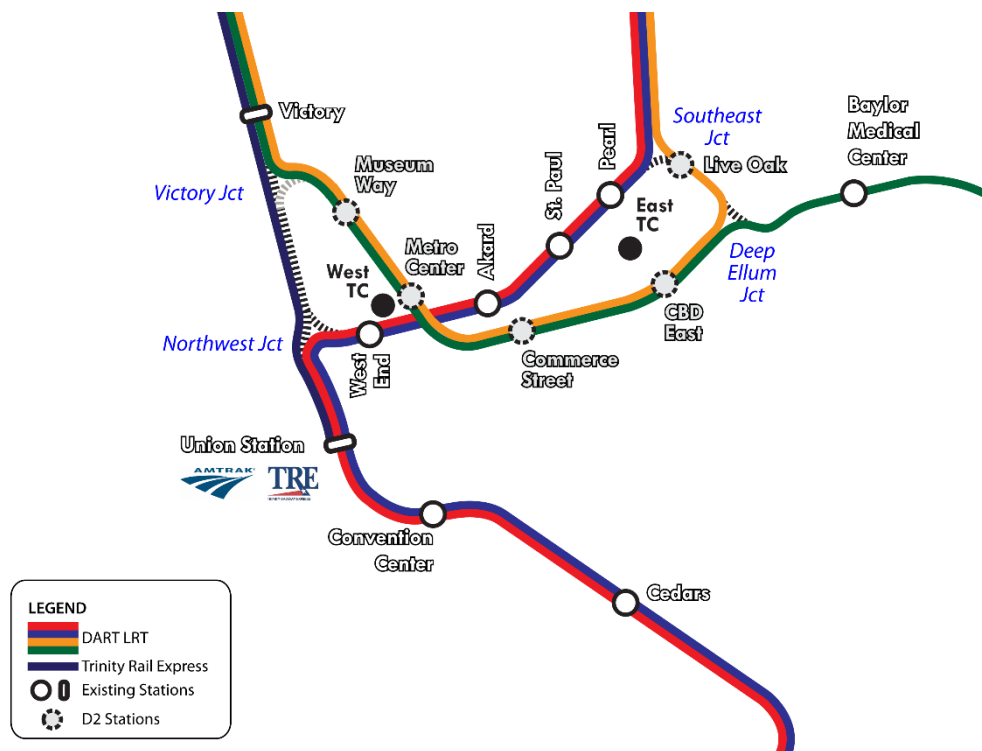 Victory
Museum
Way
Victory Jct
Metro
Center
West
TC
Akard
St. Paul
Pearl
East
TC
Southeast
Jct
Live Oak
Baylor
Medical
Center
Deep
Ellum
Jct
CBD
East
Commerce
Street
Northwest Jct
West
End
Union Station
AMTRAK
TRE
Convention
Center
Cedars
LEGEND
DART LRT
Trinity Rail Express
Existing Stations
D2 Stations